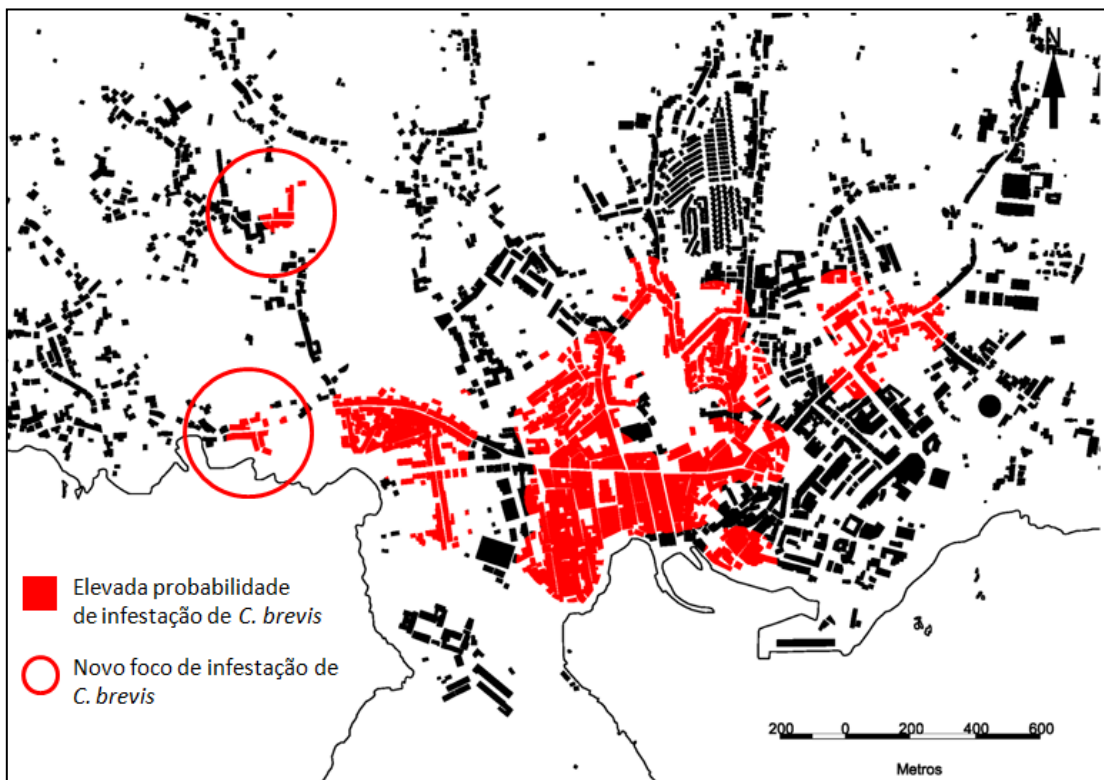 N
Elevada probabilidade
de infestação de C. brevis
Novo foco de infestação de
C. brevis
200 0 200 400 600
Metros